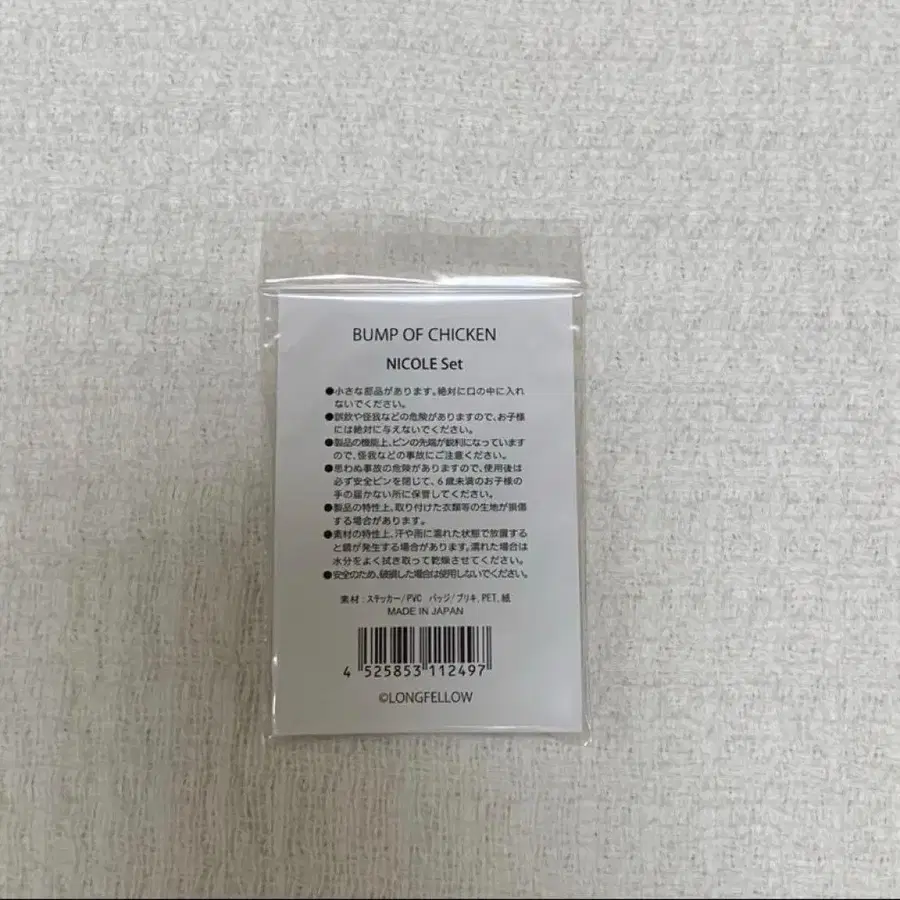 BUMP OF CHICKEN
NICOLE Set
●小さな部品があります。絶対に口の中に入れ
ないでください。
●誤飲や怪我などの危険がありますので、お子様
には絶対に与えないでください。
●製品の機能上、ピンの先端が鋭利になっています
ので、怪我などの事故にご注意ください。
●思わぬ事故の危険がありますので、使用後は
必ず安全ピンを閉じて、6歳未満のお子様の
手の届かない所に保管してください。
●製品の特性上、取り付けた衣類等の生地が損傷
する場合があります。
●素材の特性上、汗や雨に濡れた状態で放置する
と錆が発生する場合があります。濡れた場合は
水分をよく拭き取って乾燥させてください。
●安全のため、破損した場合は使用しないでください。
素材:ステッカー/PVC バッジ/ブリキ,PET,紙
MADE IN JAPAN
4 525853 112497
©LONGFELLOW